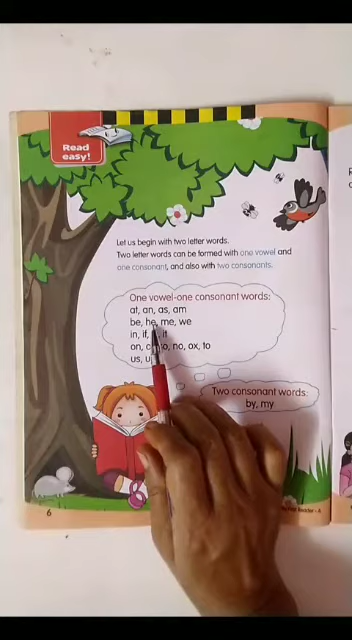 Read
easy!
Let us begin with two letter words.
Two letter words can be formed with one vowel and
one consonant, and also with two consonants.
One vowel-one consonant words:
at, an, as, am
be, he, me, we
in, if, it
on, no, ox, to
us,
Two consonant words:
by, my
6
Reader - A